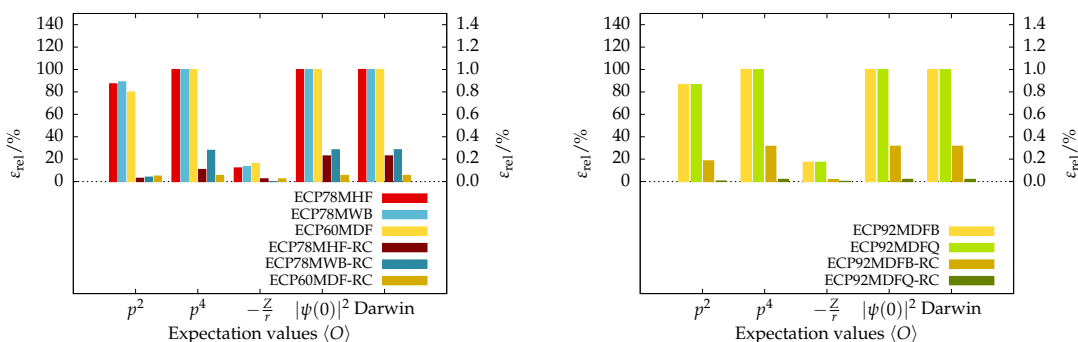 140
120
100
80
60
40
20
0
ε_rel/%
1.4
1.2
1.0
0.8
0.6
0.4
0.2
0.0
ε_rel/%
ECP78MHF
ECP78MWB
ECP60MDF
ECP78MHF-RC
ECP78MWB-RC
ECP60MDF-RC
p² p⁴ −Z/r |ψ(0)|² Darwin
Expectation values ⟨O⟩
140
120
100
80
60
40
20
0
ε_rel/%
1.4
1.2
1.0
0.8
0.6
0.4
0.2
0.0
ε_rel/%
ECP92MDFB
ECP92MDFQ
ECP92MDFB-RC
ECP92MDFQ-RC
p² p⁴ −Z/r |ψ(0)|² Darwin
Expectation values ⟨O⟩